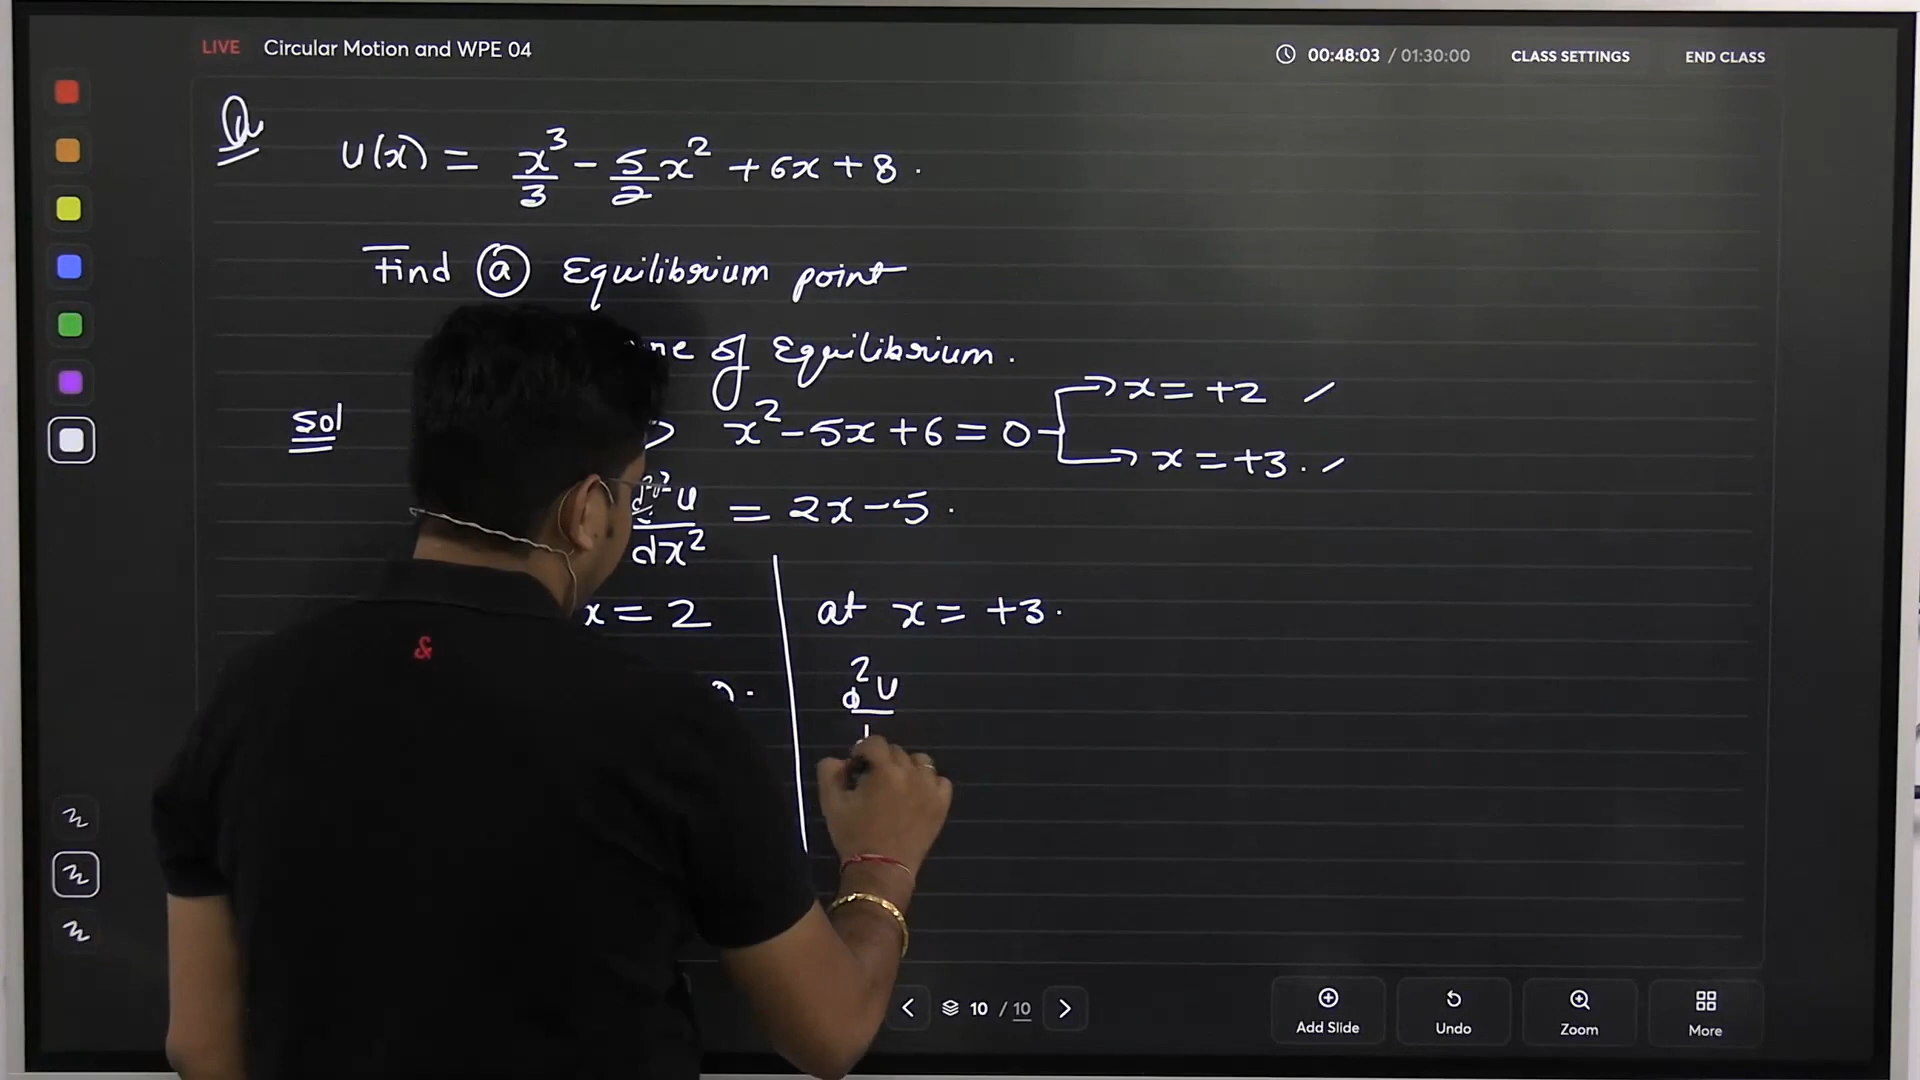 LIVE Circular Motion and WPE 04 00:48:03 / 01:30:00 CLASS SETTINGS END CLASS
Qu
U(x) = x³/3 - 5/2 x² + 6x + 8 .
Find ⓐ Equilibrium point
of Equilibrium .
Sol x² - 5x + 6 = 0 → x = +2
→ x = +3 .
d²U/dx² = 2x - 5 .
x = 2 at x = +3 .
d²U
&
10 / 10 Add Slide Undo Zoom More